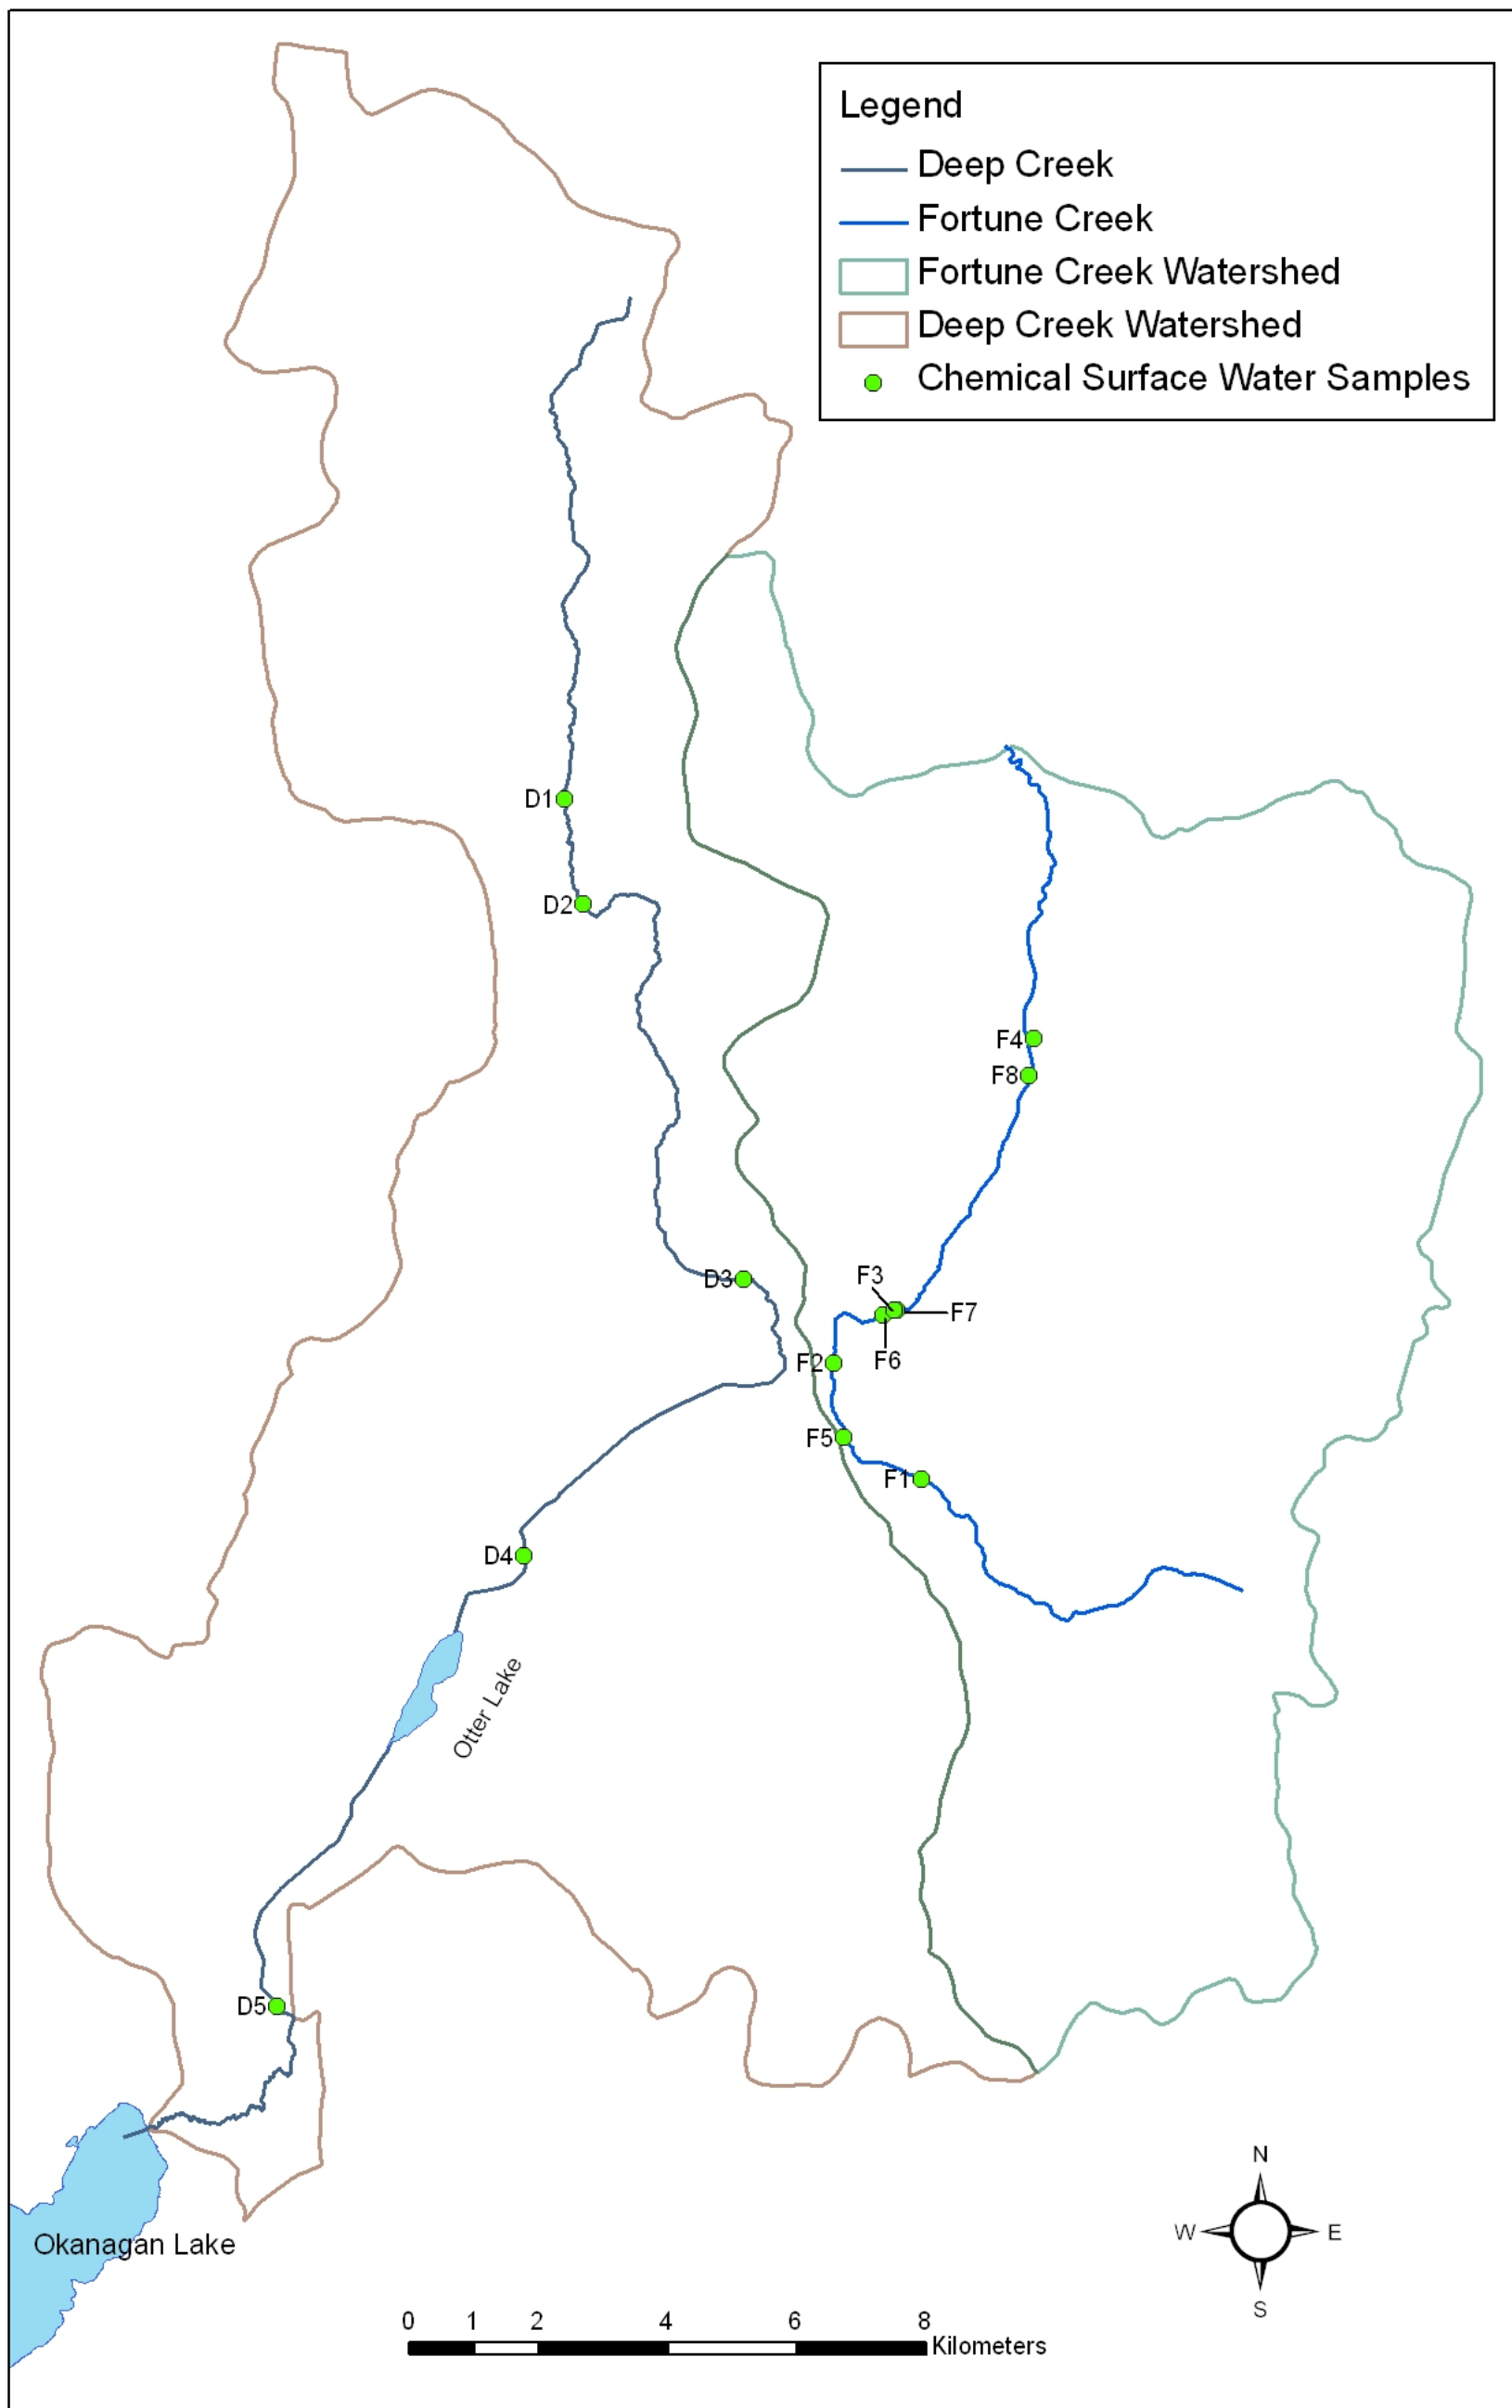 Legend
Deep Creek
Fortune Creek
Fortune Creek Watershed
Deep Creek Watershed
Chemical Surface Water Samples
D1
D2
F4
F8
D3
F3
F7
F6
F2
F5
F1
D4
Otter Lake
D5
Okanagan Lake
N
W
E
S
0 1 2 4 6 8
Kilometers